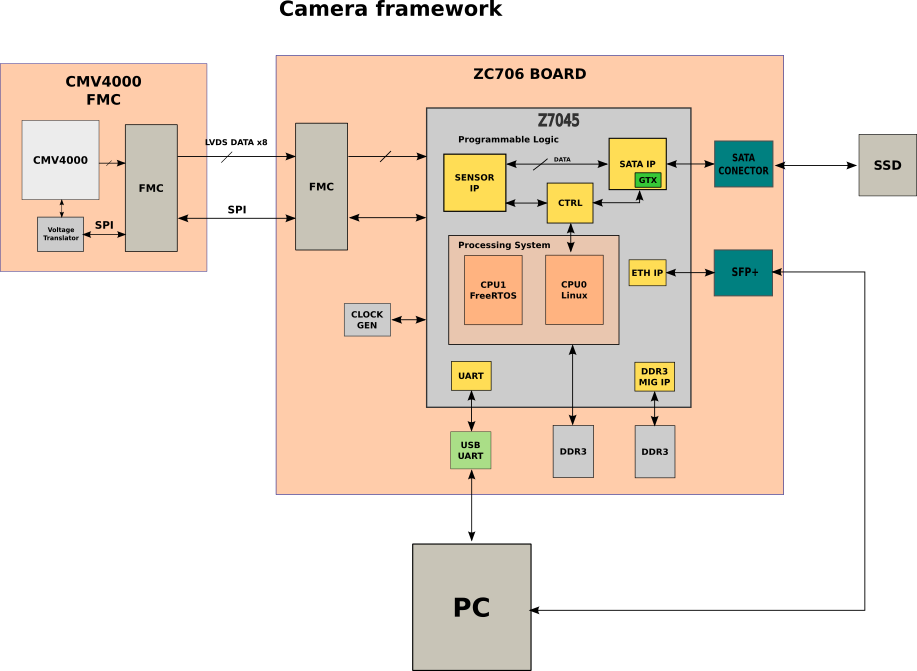 Camera framework
CMV4000
FMC
CMV4000
FMC
Voltage
Translator
SPI
LVDS DATA x8
SPI
ZC706 BOARD
FMC
CLOCK
GEN
Z7045
Programmable Logic
SENSOR
IP
DATA
SATA IP
GTX
CTRL
Processing System
CPU1
FreeRTOS
CPU0
Linux
ETH IP
UART
DDR3
MIG IP
USB
UART
DDR3
DDR3
SATA
CONECTOR
SFP+
SSD
PC